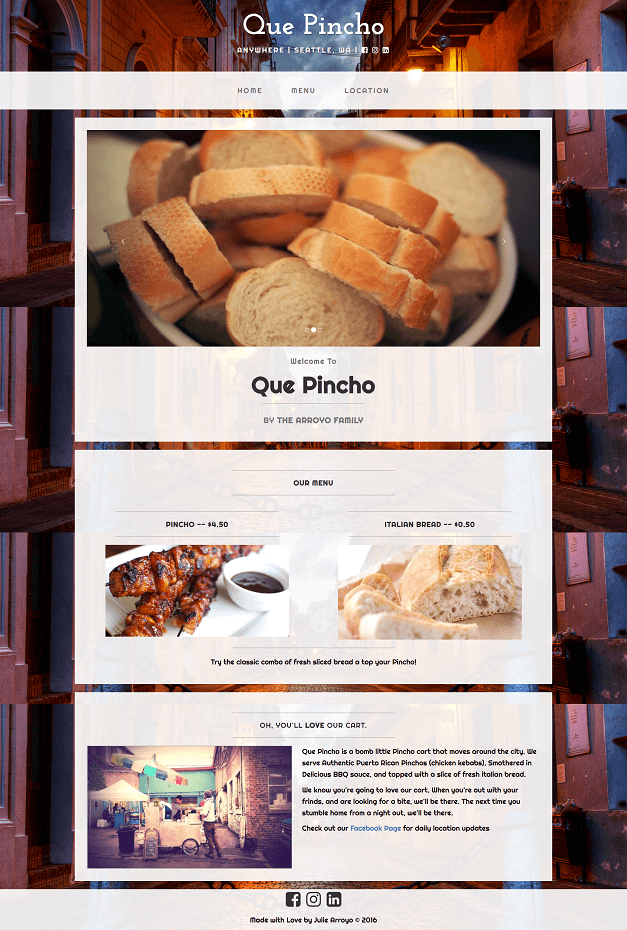 Que Pincho
ANYWHERE | SEATTLE, WA |
HOME MENU LOCATION
Welcome To
Que Pincho
BY THE ARROYO FAMILY
OUR MENU
PINCHO -- $4.50
ITALIAN BREAD -- $0.50
Try the classic combo of fresh sliced bread a top your Pincho!
OH, YOU'LL LOVE OUR CART.
Que Pincho is a bomb little Pincho cart that moves around the city. We
serve Authentic Puerto Rican Pinchos (chicken kebabs), Smothered in
Delicious BBQ sauce, and topped with a slice of fresh Italian bread.
We know you're going to love our cart. When you're out with your
frinds, and are looking for a bite, we'll be there. The next time you
stumble home from a night out, we'll be there.
Check out our Facebook Page for daily location updates
Made with Love by Julie Arroyo © 2016